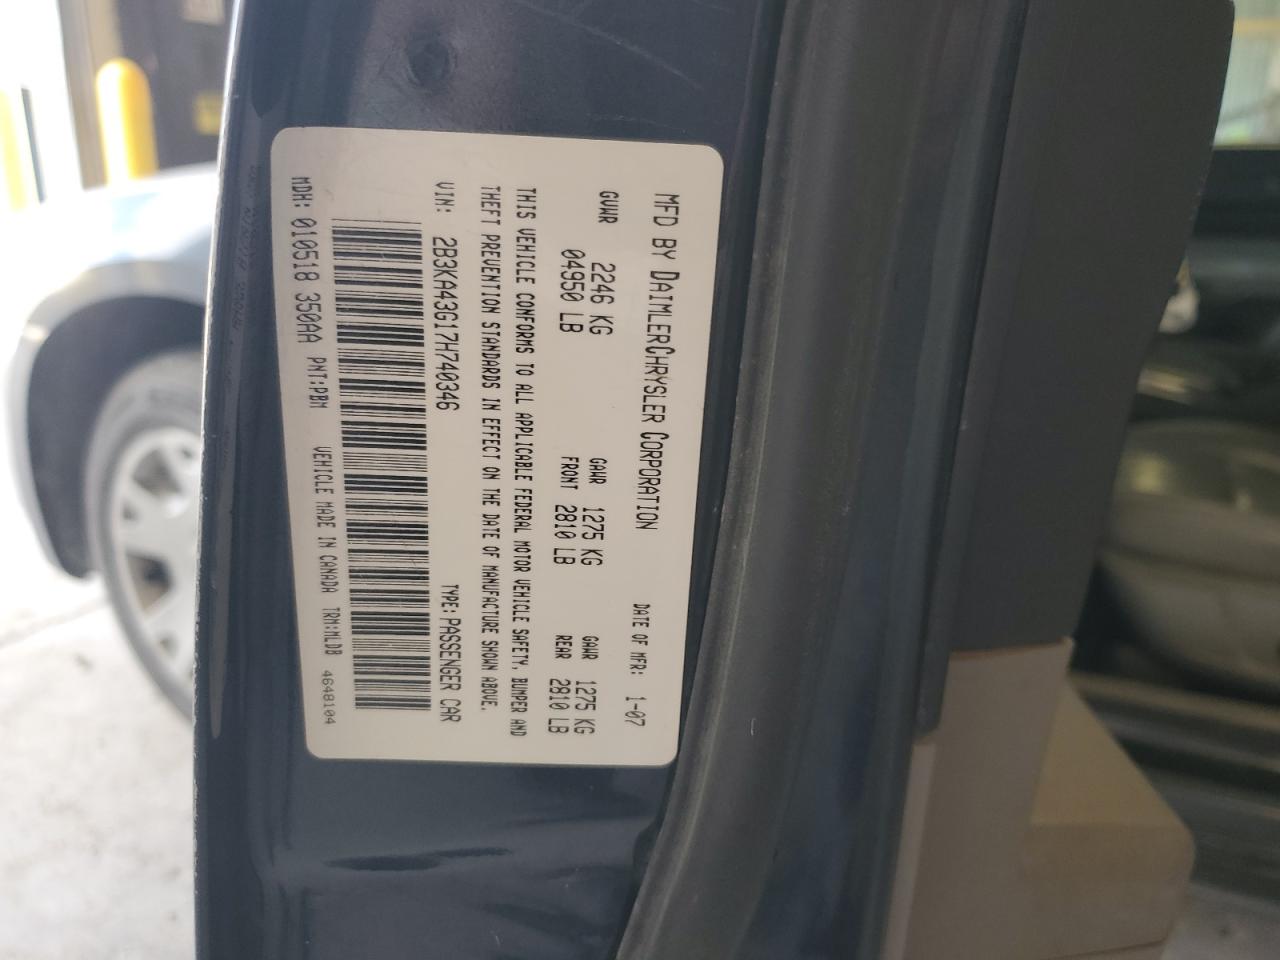 MFD BY DAIMLERCHRYSLER CORPORATION
DATE OF MFR: 1-07
GVWR 2246 KG 04950 LB
GAWR FRONT 1275 KG 2810 LB
GAWR REAR 1275 KG 2810 LB
THIS VEHICLE CONFORMS TO ALL APPLICABLE FEDERAL MOTOR VEHICLE SAFETY, BUMPER AND
THEFT PREVENTION STANDARDS IN EFFECT ON THE DATE OF MANUFACTURE SHOWN ABOVE.
VIN: 2B3KA43G17H740346 TYPE: PASSENGER CAR
MDH: 010518 350AA PNT:PBM VEHICLE MADE IN CANADA TRM:MLDB 4648104